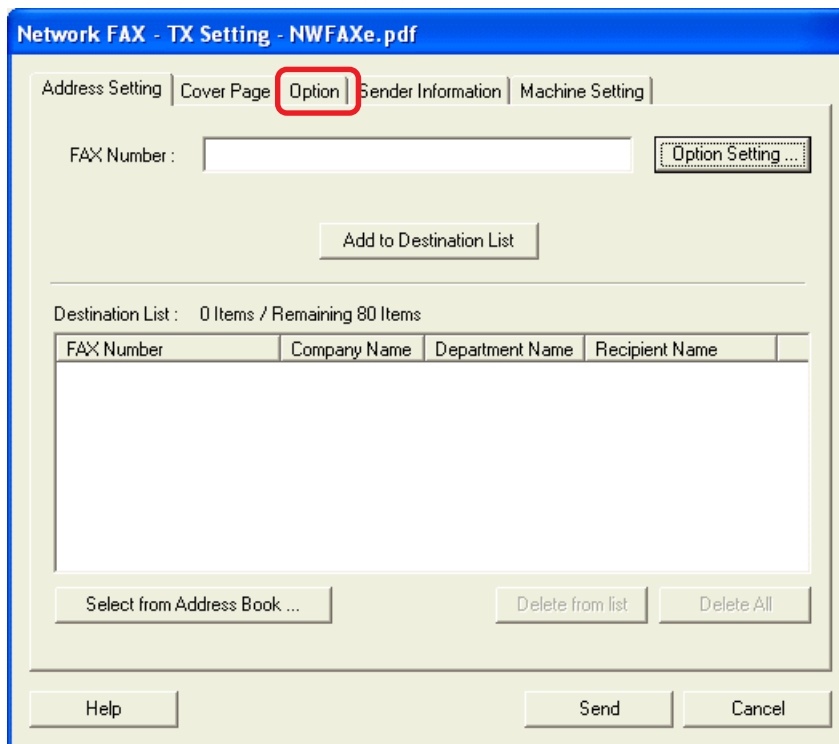 Network FAX - TX Setting - NWFAXe.pdf
Address Setting Cover Page Option Sender Information Machine Setting
FAX Number : Option Setting ...
Add to Destination List
Destination List : 0 Items / Remaining 80 Items
FAX Number Company Name Department Name Recipient Name
Select from Address Book ... Delete from list Delete All
Help Send Cancel